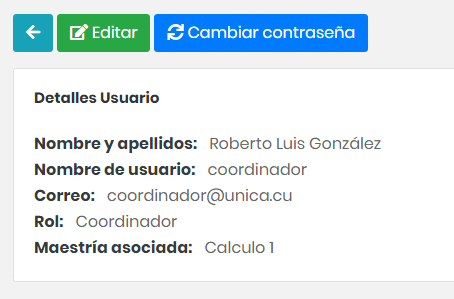 Editar Cambiar contraseña
Detalles Usuario
Nombre y apellidos: Roberto Luis González
Nombre de usuario: coordinador
Correo: coordinador@unica.cu
Rol: Coordinador
Maestría asociada: Calculo 1